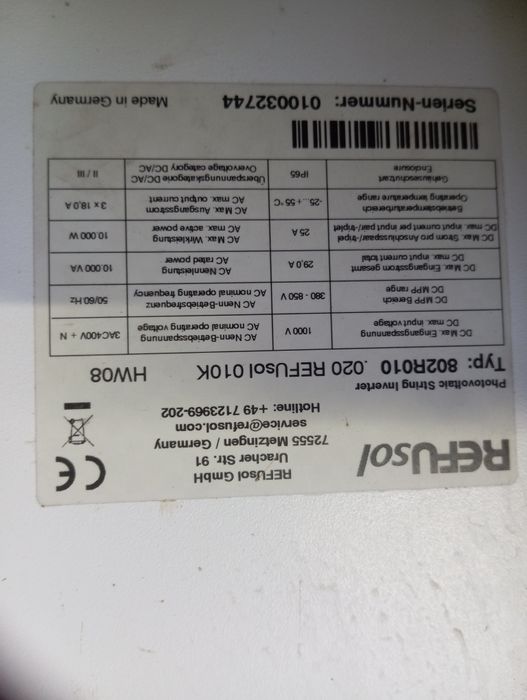 REFUsol
REFUsol GmbH
Uracher Str. 91
72555 Metzingen / Germany
service@refusol.com
Hotline: +49 7123969-202
CE
Photovoltaic String Inverter
Typ: 802R010 .020 REFUsol 010K HW08
DC Max. Eingangsspannung
DC max. input voltage
1000 V
AC Nenn-Betriebsspannung
AC nominal operating voltage
3AC400V + N
DC MPP Bereich
DC MPP range
380 - 850 V
AC Nenn-Betriebsfrequenz
AC nominal operating frequency
50/60 Hz
DC Max. Eingangsstrom gesamt
DC max. input current total
29,0 A
AC Nennleistung
AC rated power
10.000 VA
DC Max. Strom pro Anschlusspaar/-tripel
DC max. input current per input pair/-triplet
25 A
AC Max. Wirkleistung
AC max. active power
10.000 W
Betriebstemperaturbereich
Operating temperature range
-25...+ 55 °C
AC Max. Ausgangsstrom
AC max. output current
3 x 18,0 A
Gehäuseschutzart
Enclosure
IP65
Überspannungskategorie DC/AC
Overvoltage category DC/AC
II / III
Serien-Nummer: 010032744 Made in Germany